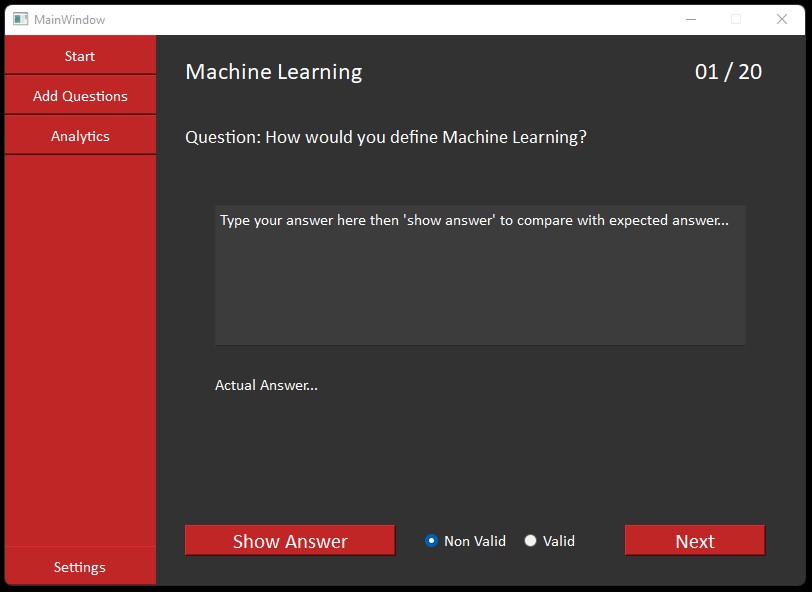 MainWindow
Start
Add Questions
Analytics
Settings
Machine Learning
01 / 20
Question: How would you define Machine Learning?
Type your answer here then 'show answer' to compare with expected answer...
Actual Answer...
Show Answer
Non Valid
Valid
Next